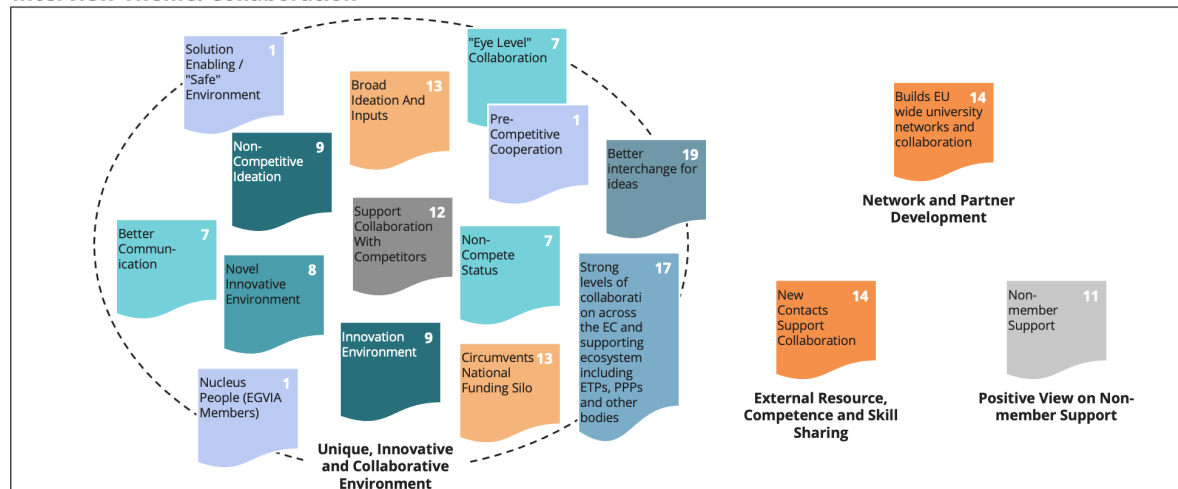 Interview Theme: Collaboration
Solution
Enabling /
"Safe"
Environment
1
"Eye Level"
Collaboration
7
Broad
Ideation And
Inputs
13
Pre-
Competitive
Cooperation
1
Non-
Competitive
Ideation
9
Better
interchange for
ideas
19
Better
Commun-
ication
7
Support
Collaboration
With
Competitors
12
Non-
Compete
Status
7
Novel
Innovative
Environment
8
Strong
levels of
collaborati
on across
the EC and
supporting
ecosystem
including
ETPs, PPPs
and other
bodies
17
Innovation
Environment
9
Circumvents
National
Funding Silo
13
Nucleus
People (EGVIA
Members)
1
Unique, Innovative
and Collaborative
Environment
Builds EU
wide university
networks and
collaboration
14
Network and Partner
Development
New
Contacts
Support
Collaboration
14
External Resource,
Competence and Skill
Sharing
Non-
member
Support
11
Positive View on Non-
member Support